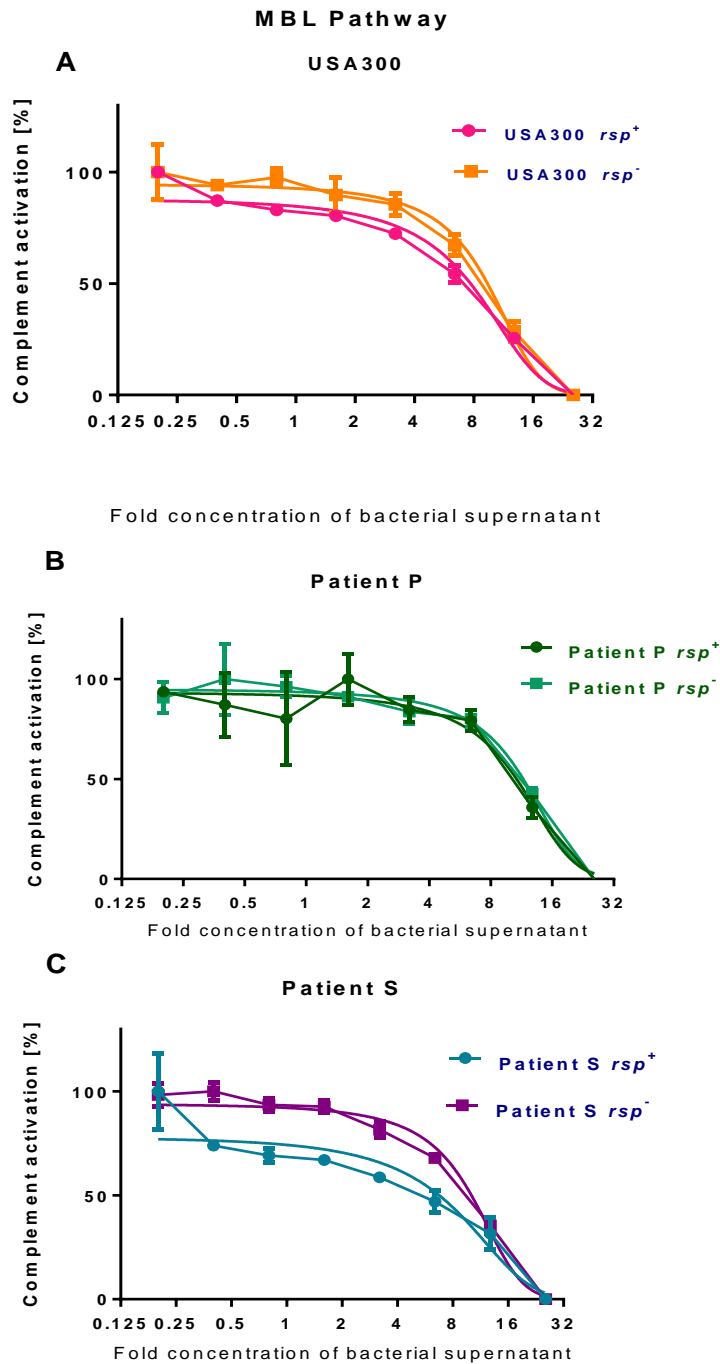 MBL Pathway
A
USA300
Complement activation [%]
100
50
0
0.125 0.25 0.5 1 2 4 8 16 32
USA300 rsp+
USA300 rsp-
Fold concentration of bacterial supernatant
B
Patient P
Complement activation [%]
100
50
0
0.125 0.25 0.5 1 2 4 8 16 32
Patient P rsp+
Patient P rsp-
Fold concentration of bacterial supernatant
C
Patient S
Complement activation [%]
100
50
0
0.125 0.25 0.5 1 2 4 8 16 32
Patient S rsp+
Patient S rsp-
Fold concentration of bacterial supernatant